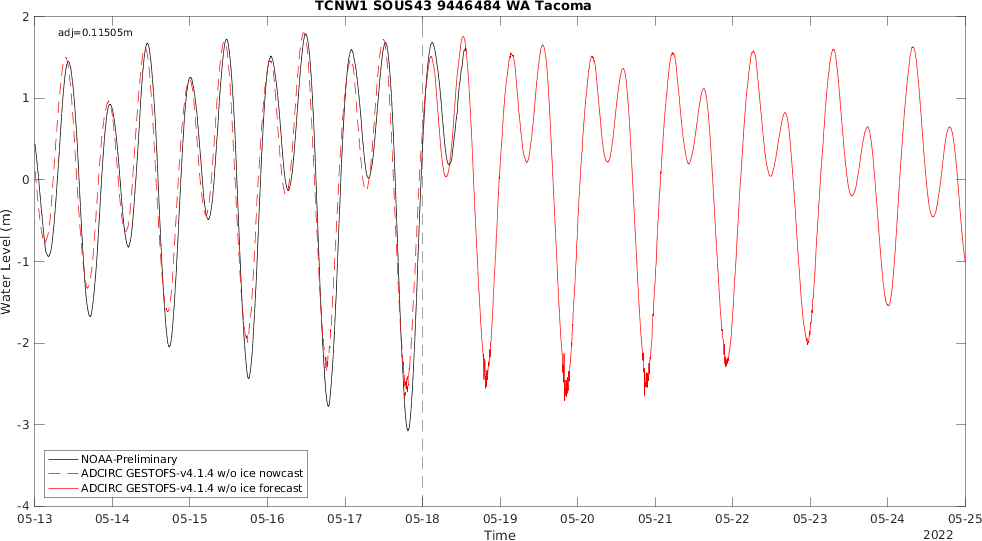 TCNW1 SOUS43 9446484 WA Tacoma
adj=0.11505m
2
1
0
-1
-2
-3
-4
Water Level (m)
NOAA-Preliminary
ADCIRC GESTOFS-v4.1.4 w/o ice nowcast
ADCIRC GESTOFS-v4.1.4 w/o ice forecast
05-13 05-14 05-15 05-16 05-17 05-18 05-19 05-20 05-21 05-22 05-23 05-24 05-25
Time
2022